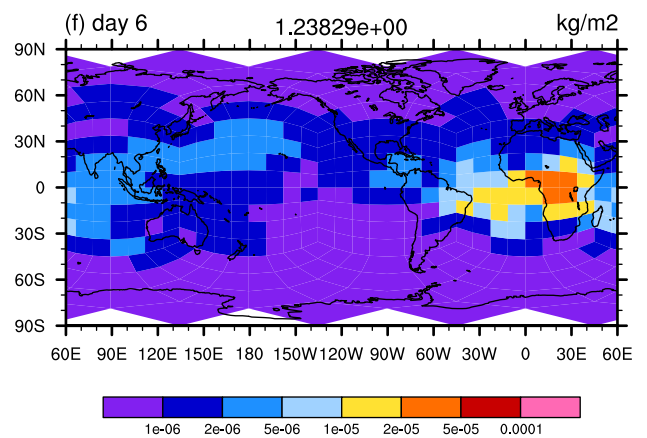 (f) day 6 1.23829e+00 kg/m2
90N
60N
30N
0
30S
60S
90S
60E 90E 120E 150E 180 150W 120W 90W 60W 30W 0 30E 60E
1e-06 2e-06 5e-06 1e-05 2e-05 5e-05 0.0001